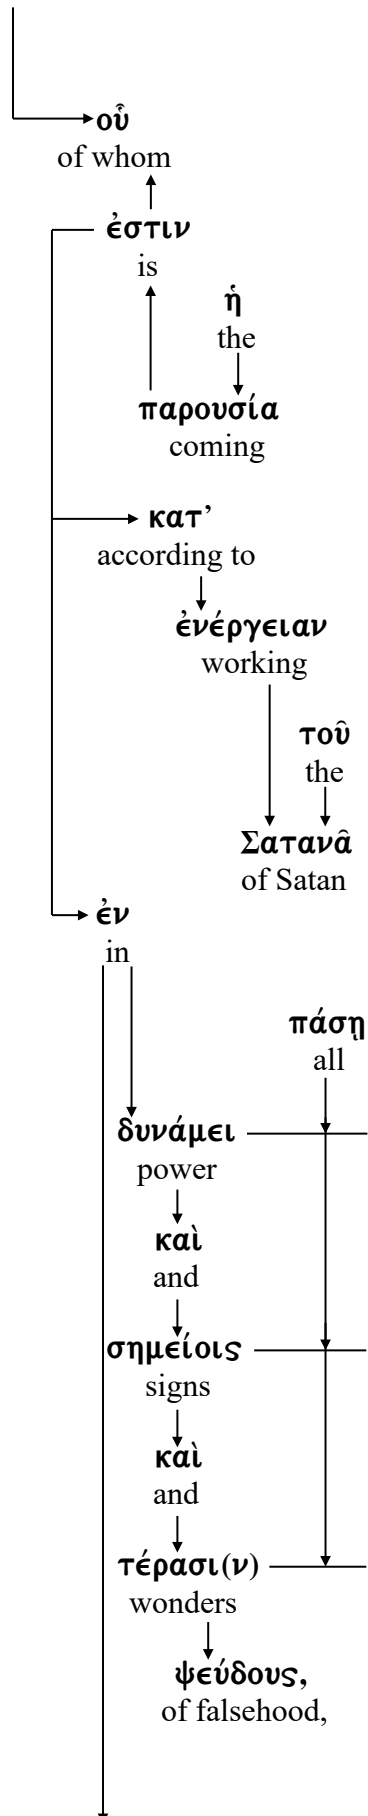 οὗ
of whom
ἐστιν
is
ἡ
the
παρουσία
coming
κατ’
according to
ἐνέργειαν
working
τοῦ
the
Σατανᾶ
of Satan
ἐν
in
πάσῃ
all
δυνάμει
power
καὶ
and
σημείοις
signs
καὶ
and
τέρασι(ν)
wonders
ψεύδους,
of falsehood,